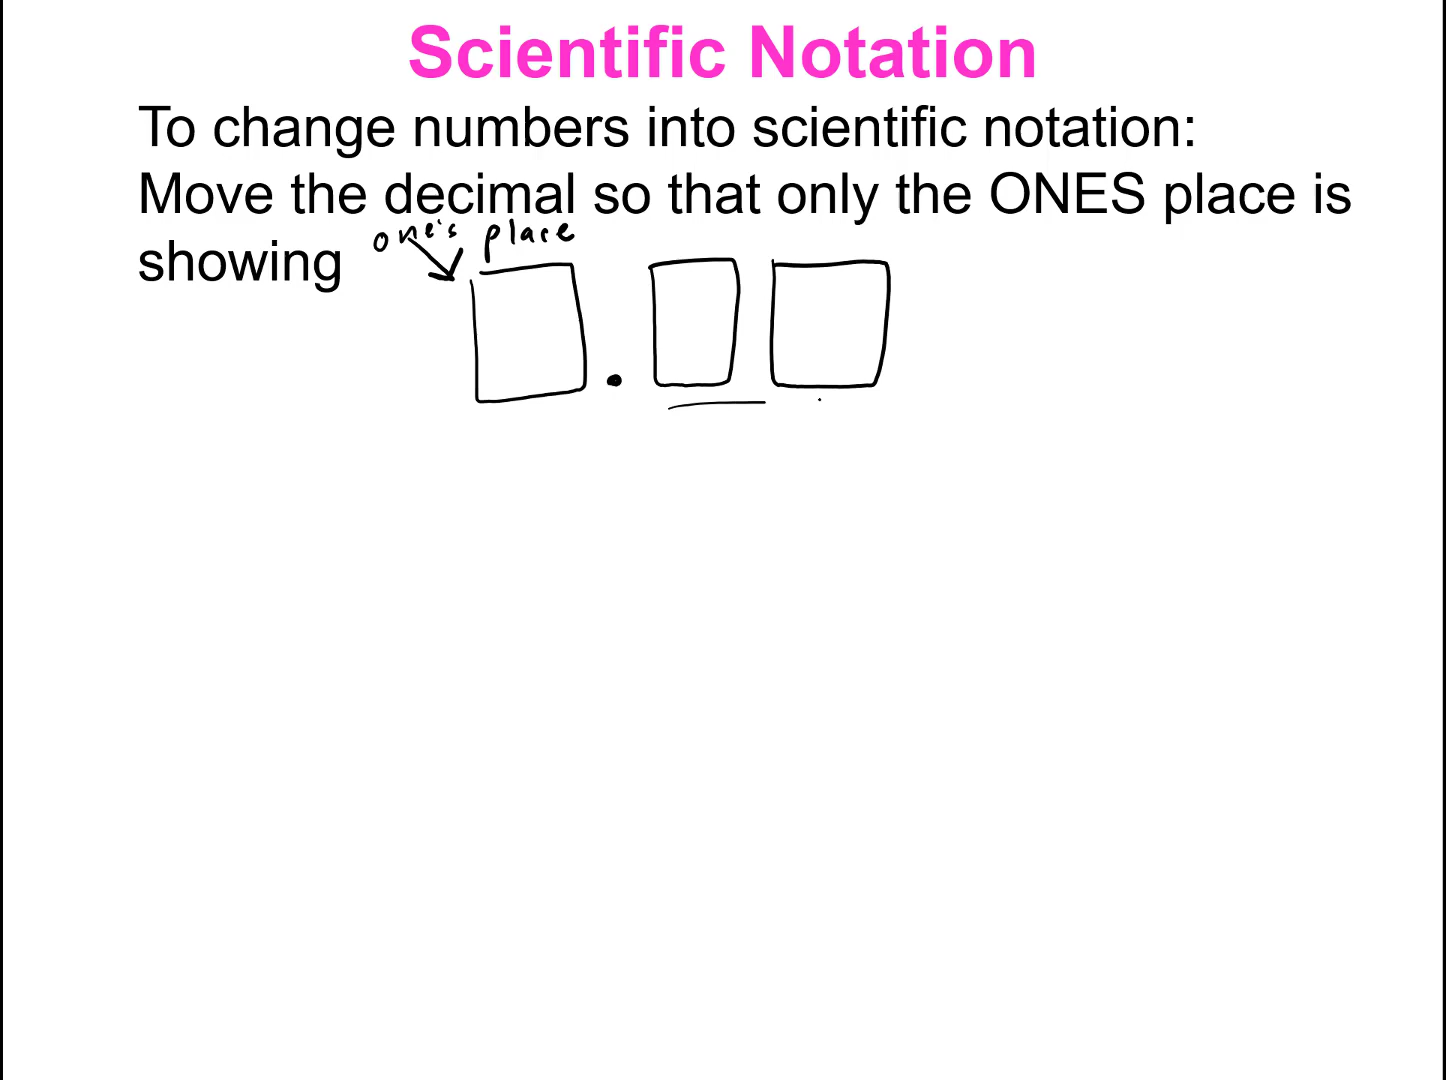 Scientific Notation
To change numbers into scientific notation:
Move the decimal so that only the ONES place is
showing
one's place